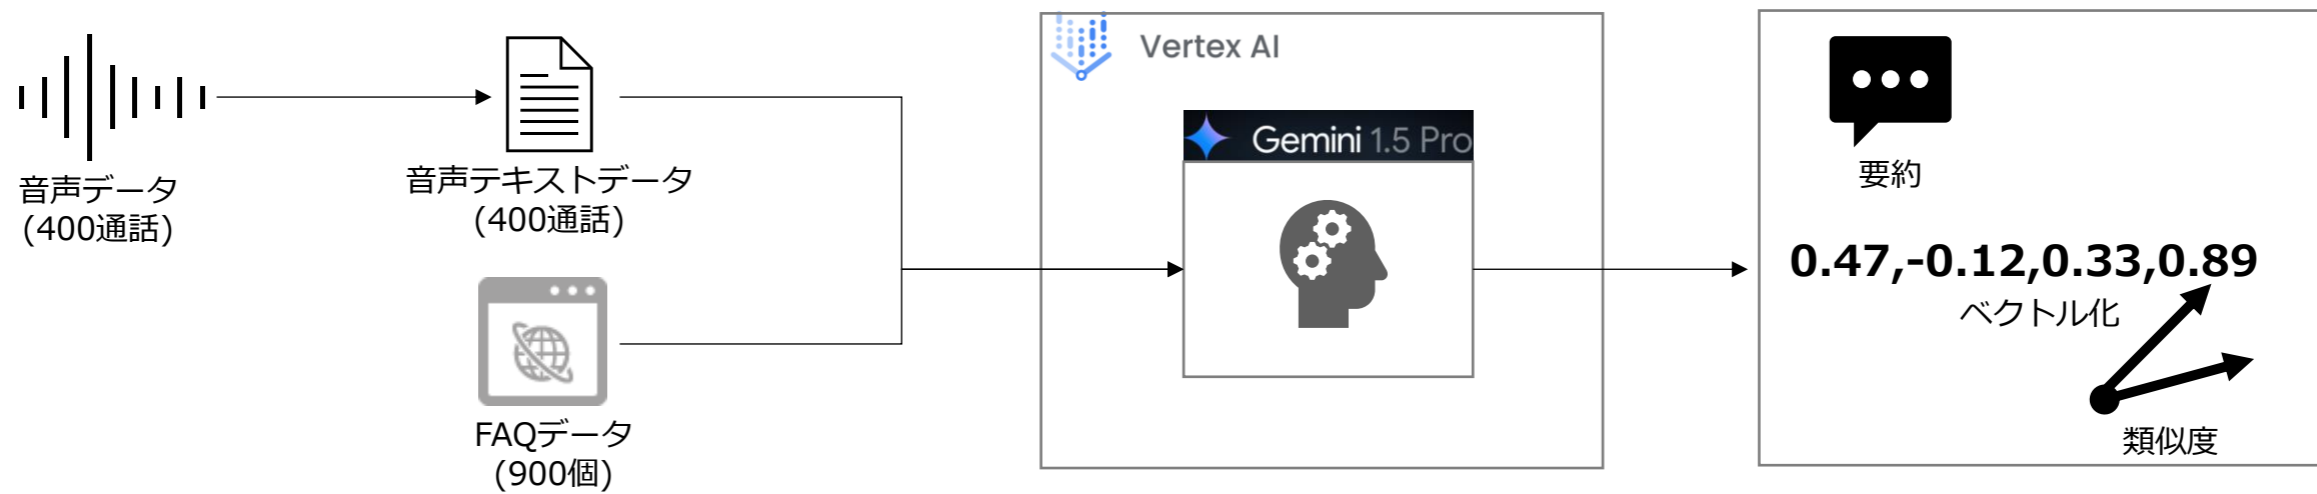 音声データ
(400通話)
音声テキストデータ
(400通話)
FAQデータ
(900個)
Vertex AI
Gemini 1.5 Pro
要約
0.47,-0.12,0.33,0.89
ベクトル化
類似度